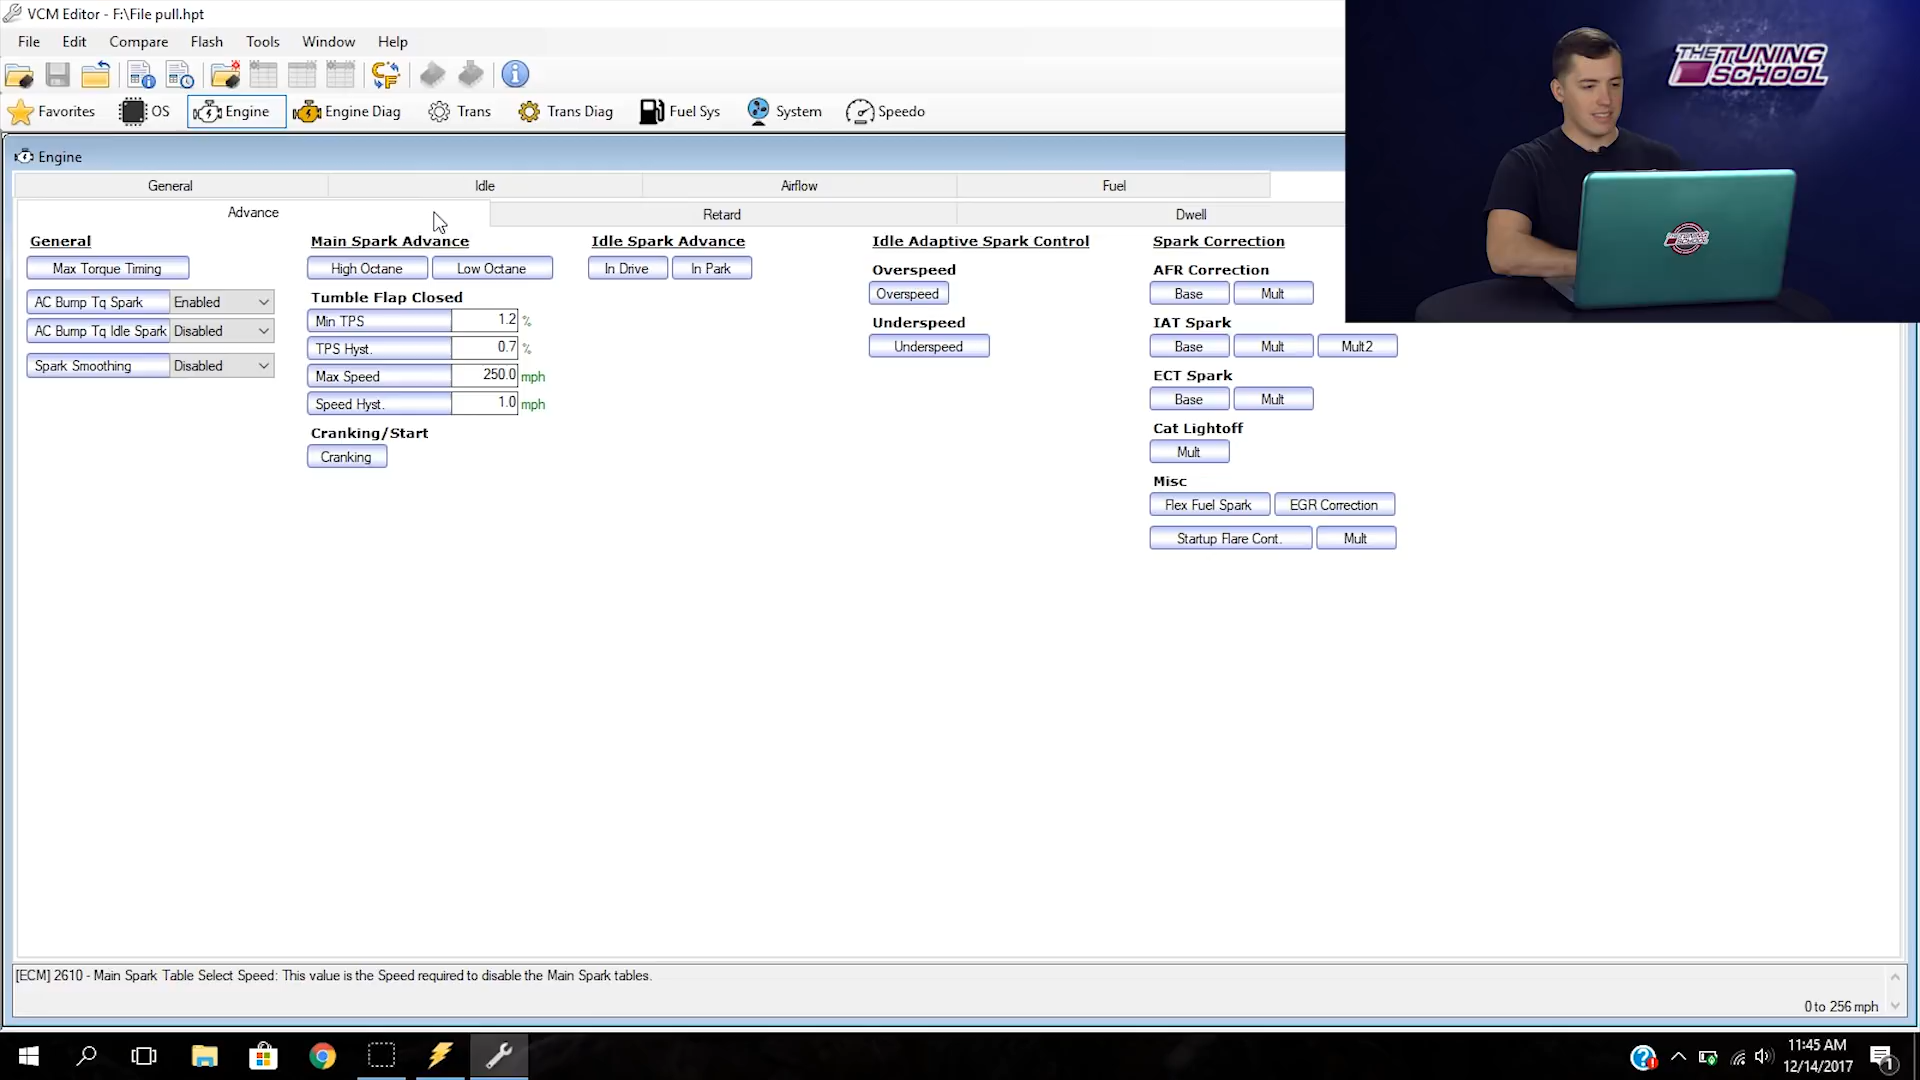 VCM Editor - F:\File pull.hpt
File Edit Compare Flash Tools Window Help
Favorites OS Engine Engine Diag Trans Trans Diag Fuel Sys System Speedo
THE TUNING SCHOOL
Engine
General Idle Airflow Fuel
Advance Retard Dwell
General
Max Torque Timing
AC Bump Tq Spark Enabled
AC Bump Tq Idle Spark Disabled
Spark Smoothing Disabled
Main Spark Advance
High Octane Low Octane
Tumble Flap Closed
Min TPS 1.2 %
TPS Hyst. 0.7 %
Max Speed 250.0 mph
Speed Hyst. 1.0 mph
Cranking/Start
Cranking
Idle Spark Advance
In Drive In Park
Idle Adaptive Spark Control
Overspeed
Overspeed
Underspeed
Underspeed
Spark Correction
AFR Correction
Base Mult
IAT Spark
Base Mult Mult2
ECT Spark
Base Mult
Cat Lightoff
Mult
Misc
Flex Fuel Spark EGR Correction
Startup Flare Cont. Mult
[ECM] 2610 - Main Spark Table Select Speed: This value is the Speed required to disable the Main Spark tables.
0 to 256 mph
11:45 AM
12/14/2017
1